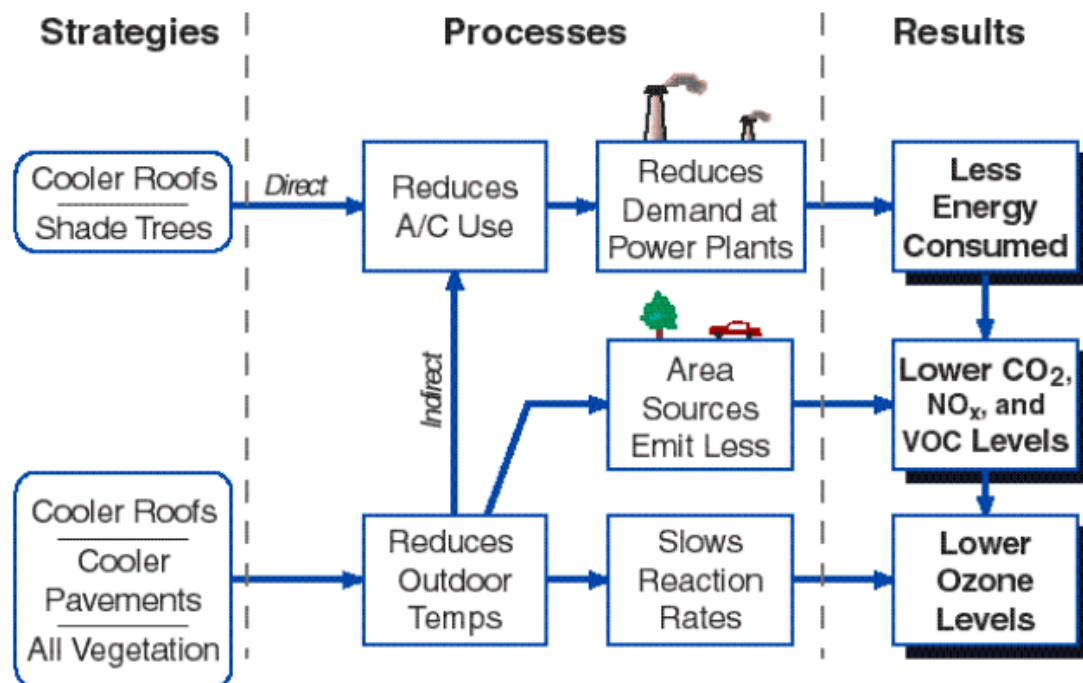 Strategies
Processes
Results
Cooler Roofs
Shade Trees
Direct
Reduces
A/C Use
Reduces
Demand at
Power Plants
Less
Energy
Consumed
Indirect
Area
Sources
Emit Less
Lower CO₂,
NOₓ, and
VOC Levels
Cooler Roofs
Cooler
Pavements
All Vegetation
Reduces
Outdoor
Temps
Slows
Reaction
Rates
Lower
Ozone
Levels